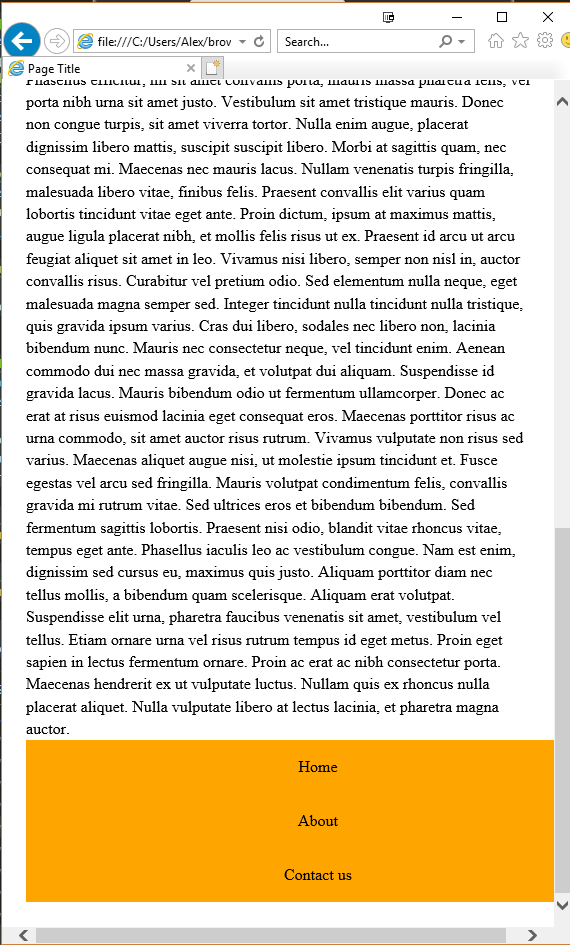 file:///C:/Users/Alex/brov
Search...
Page Title
Phasellus efficitur, mi sit amet convallis porta, mauris massa pharetra felis, vel
porta nibh urna sit amet justo. Vestibulum sit amet tristique mauris. Donec
non congue turpis, sit amet viverra tortor. Nulla enim augue, placerat
dignissim libero mattis, suscipit suscipit libero. Morbi at sagittis quam, nec
consequat mi. Maecenas nec mauris lacus. Nullam venenatis turpis fringilla,
malesuada libero vitae, finibus felis. Praesent convallis elit varius quam
lobortis tincidunt vitae eget ante. Proin dictum, ipsum at maximus mattis,
augue ligula placerat nibh, et mollis felis risus ut ex. Praesent id arcu ut arcu
feugiat aliquet sit amet in leo. Vivamus nisi libero, semper non nisl in, auctor
convallis risus. Curabitur vel pretium odio. Sed elementum nulla neque, eget
malesuada magna semper sed. Integer tincidunt nulla tincidunt nulla tristique,
quis gravida ipsum varius. Cras dui libero, sodales nec libero non, lacinia
bibendum nunc. Mauris nec consectetur neque, vel tincidunt enim. Aenean
commodo dui nec massa gravida, et volutpat dui aliquam. Suspendisse id
gravida lacus. Mauris bibendum odio ut fermentum ullamcorper. Donec ac
erat at risus euismod lacinia eget consequat eros. Maecenas porttitor risus ac
urna commodo, sit amet auctor risus rutrum. Vivamus vulputate non risus sed
varius. Maecenas aliquet augue nisi, ut molestie ipsum tincidunt et. Fusce
egestas vel arcu sed fringilla. Mauris volutpat condimentum felis, convallis
gravida mi rutrum vitae. Sed ultrices eros et bibendum bibendum. Sed
fermentum sagittis lobortis. Praesent nisi odio, blandit vitae rhoncus vitae,
tempus eget ante. Phasellus iaculis leo ac vestibulum congue. Nam est enim,
dignissim sed cursus eu, maximus quis justo. Aliquam porttitor diam nec
tellus mollis, a bibendum quam scelerisque. Aliquam erat volutpat.
Suspendisse elit urna, pharetra faucibus venenatis sit amet, vestibulum vel
tellus. Etiam ornare urna vel risus rutrum tempus id eget metus. Proin eget
sapien in lectus fermentum ornare. Proin ac erat ac nibh consectetur porta.
Maecenas hendrerit ex ut vulputate luctus. Nullam quis ex rhoncus nulla
placerat aliquet. Nulla vulputate libero at lectus lacinia, et pharetra magna
auctor.
Home
About
Contact us